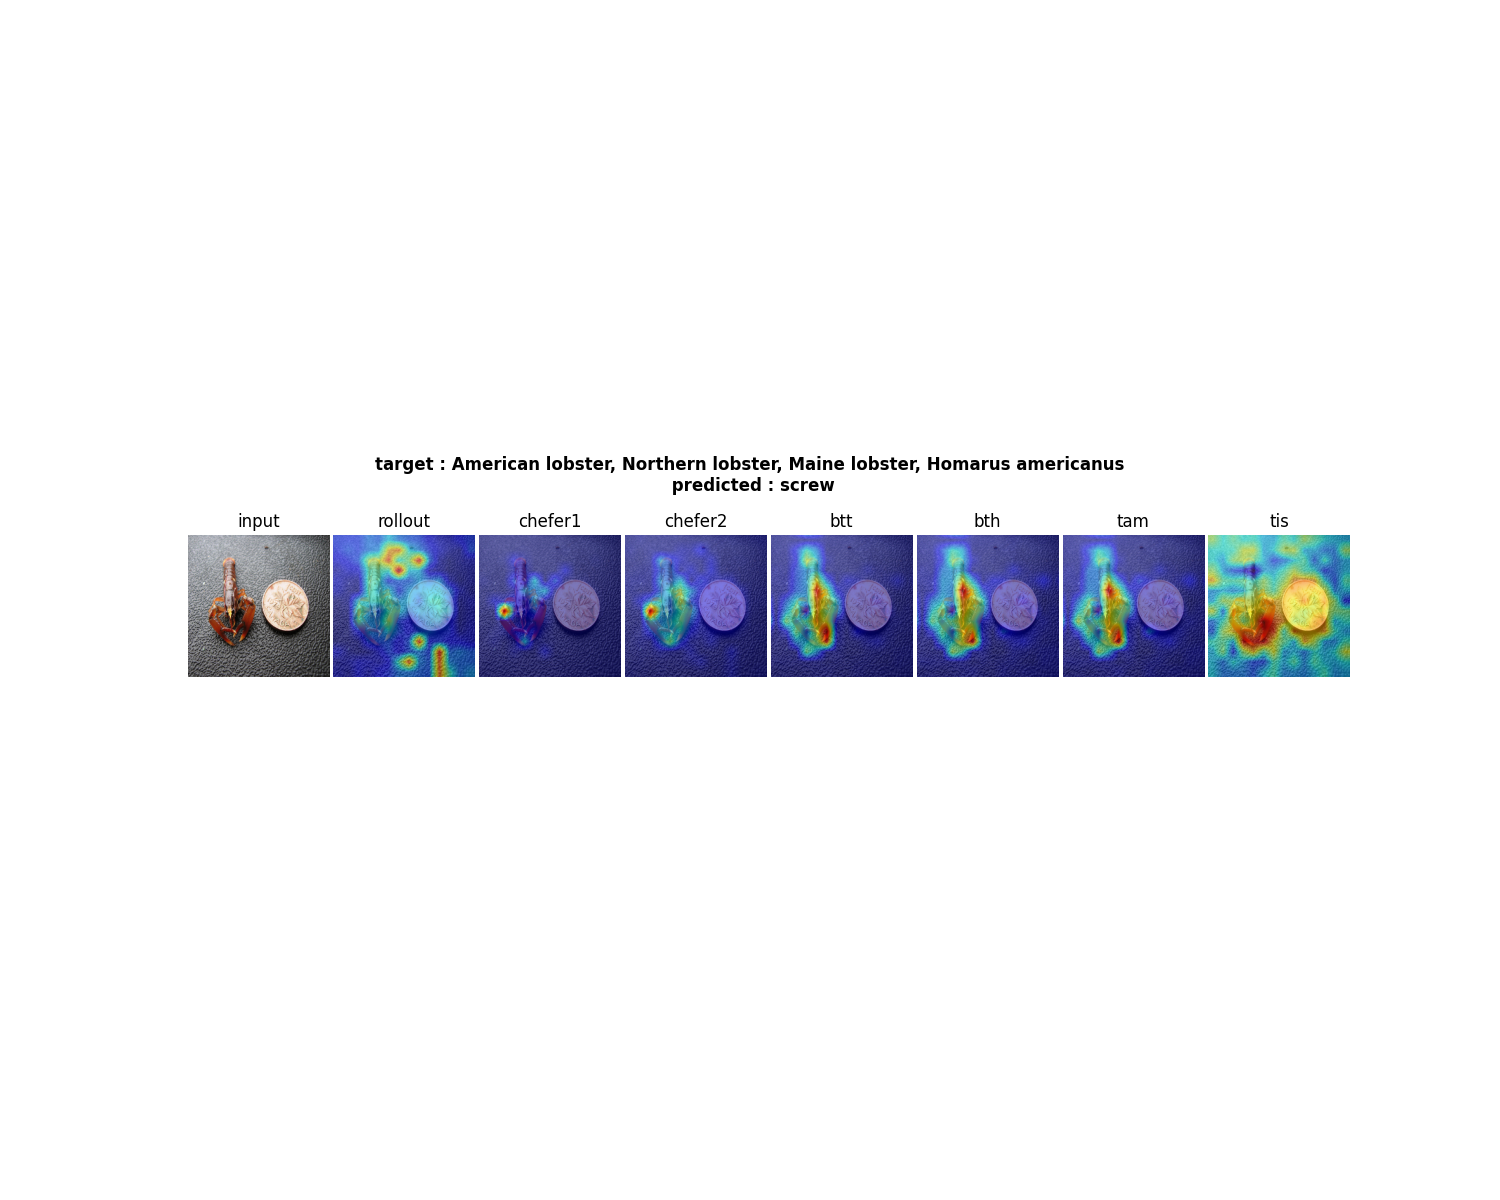 target : American lobster, Northern lobster, Maine lobster, Homarus americanus
predicted : screw
input rollout chefer1 chefer2 btt bth tam tis